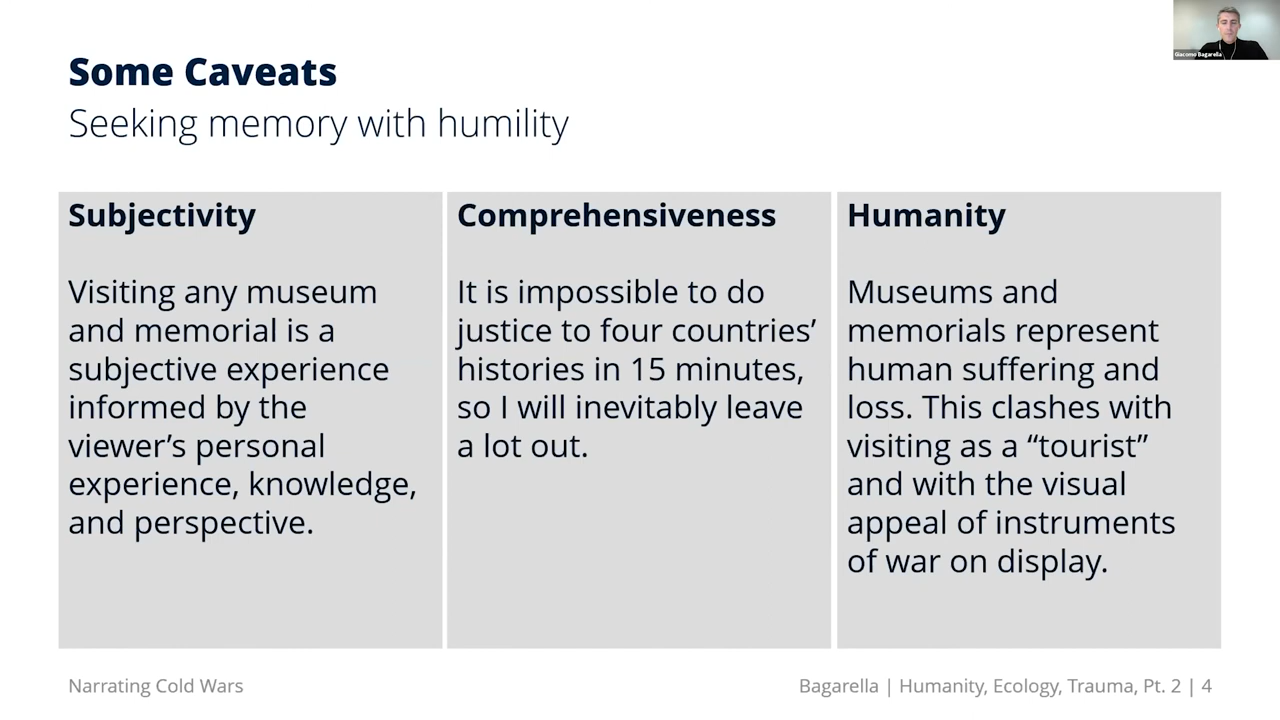 Giacomo Bagarella
Some Caveats
Seeking memory with humility
Subjectivity
Visiting any museum
and memorial is a
subjective experience
informed by the
viewer’s personal
experience, knowledge,
and perspective.
Comprehensiveness
It is impossible to do
justice to four countries’
histories in 15 minutes,
so I will inevitably leave
a lot out.
Humanity
Museums and
memorials represent
human suffering and
loss. This clashes with
visiting as a “tourist”
and with the visual
appeal of instruments
of war on display.
Narrating Cold Wars
Bagarella | Humanity, Ecology, Trauma, Pt. 2 | 4